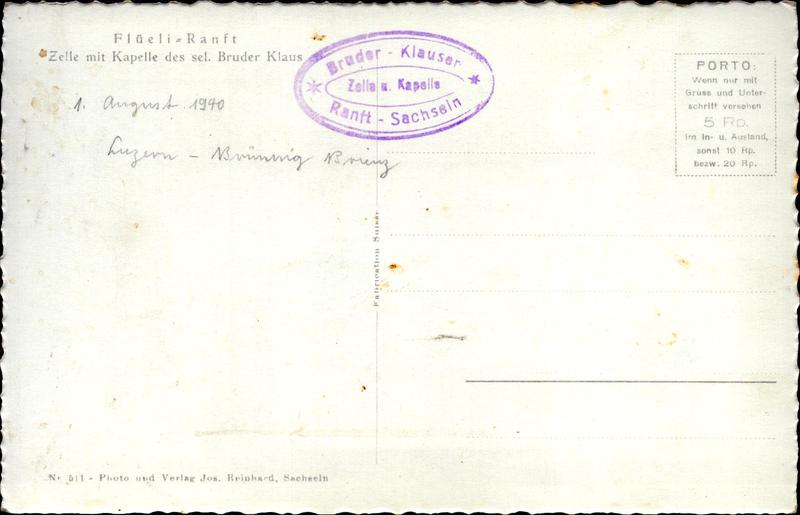 Flüeli-Ranft
Zelle mit Kapelle des sel. Bruder Klaus
Bruder - Klauser
Zelle u. Kapelle
Ranft - Sachseln
PORTO:
Wenn nur mit
Gruss und Unter-
schrift versehen
5 Rp.
im In- u. Ausland,
sonst 10 Rp.
bezw. 20 Rp.
1. August 1940
Luzern - Brünnig Brienz
Fabrication Suisse
Nr. 511 - Photo und Verlag Jos. Reinhard, Sachseln